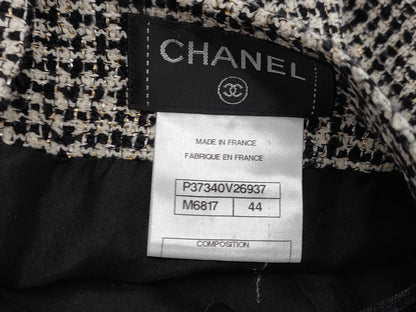 CHANEL
MADE IN FRANCE
FABRIQUE EN FRANCE
P37340V26937
M6817 44
COMPOSITION